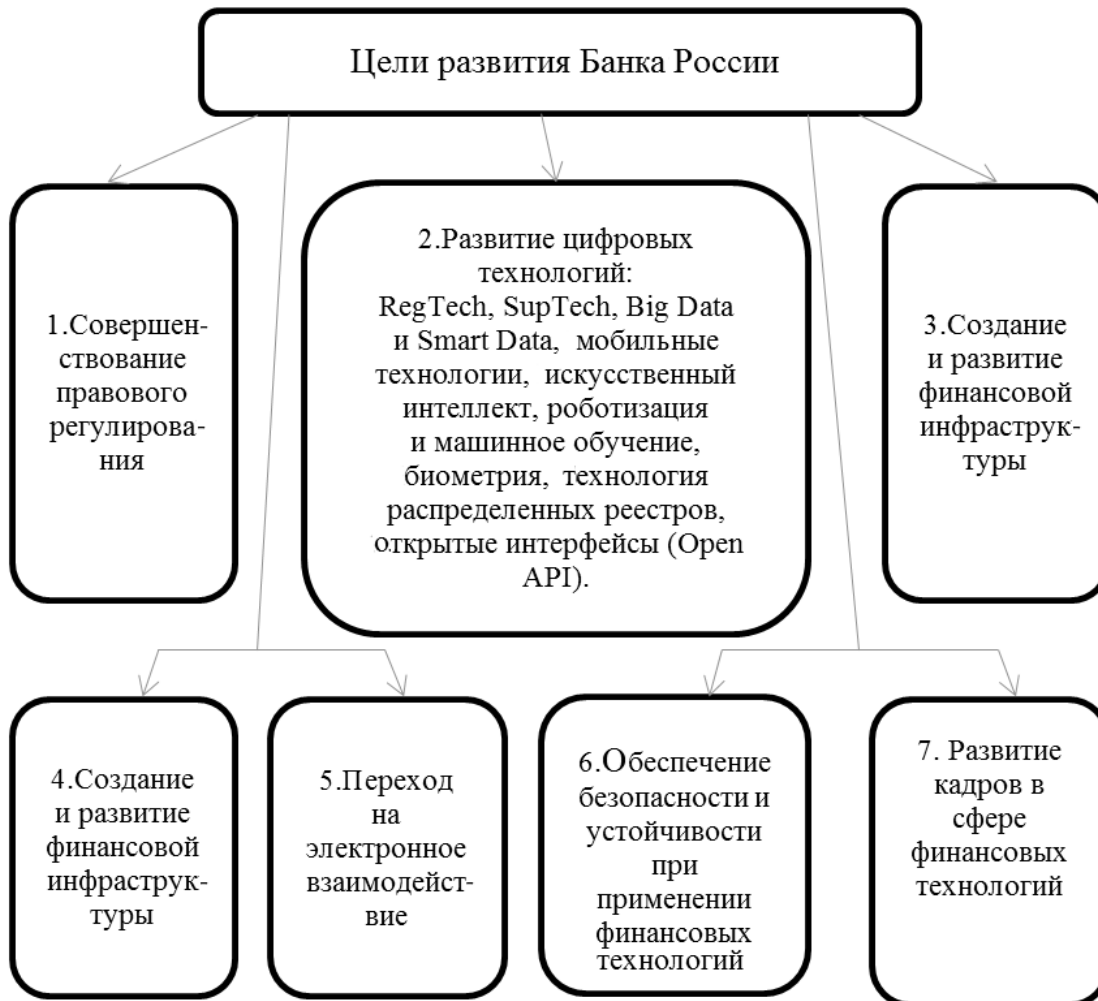 Цели развития Банка России
1.Совершен-
ствование
правового
регулирова-
ния
2.Развитие цифровых
технологий:
RegTech, SupTech, Big Data
и Smart Data, мобильные
технологии, искусственный
интеллект, роботизация
и машинное обучение,
биометрия, технология
распределенных реестров,
открытые интерфейсы (Open
API).
3.Создание
и развитие
финансовой
инфраструк-
туры
4.Создание
и развитие
финансовой
инфраструк-
туры
5.Переход
на
электронное
взаимодейст-
вие
6.Обеспечение
безопасности и
устойчивости
при
применении
финансовых
технологий
7. Развитие
кадров в
сфере
финансовых
технологий